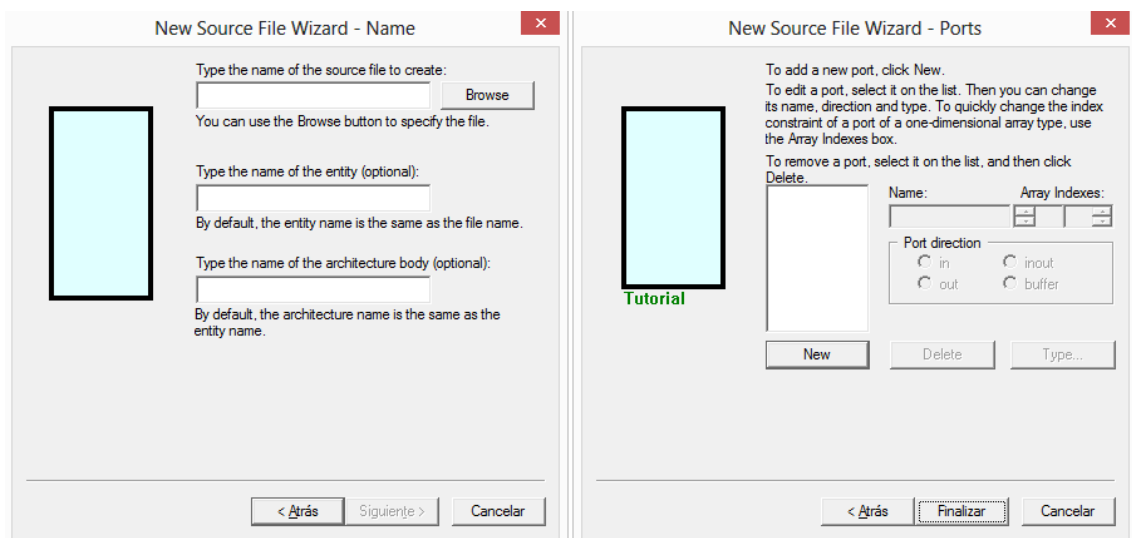 New Source File Wizard - Name
Type the name of the source file to create:
Browse
You can use the Browse button to specify the file.
Type the name of the entity (optional):
By default, the entity name is the same as the file name.
Type the name of the architecture body (optional):
By default, the architecture name is the same as the
entity name.
< Atrás
Siguiente >
Cancelar
New Source File Wizard - Ports
To add a new port, click New.
To edit a port, select it on the list. Then you can change
its name, direction and type. To quickly change the index
constraint of a port of a one-dimensional array type, use
the Array Indexes box.
To remove a port, select it on the list, and then click
Delete.
Name: Array Indexes:
Port direction
in inout
out buffer
Tutorial
New Delete Type...
< Atrás Finalizar Cancelar